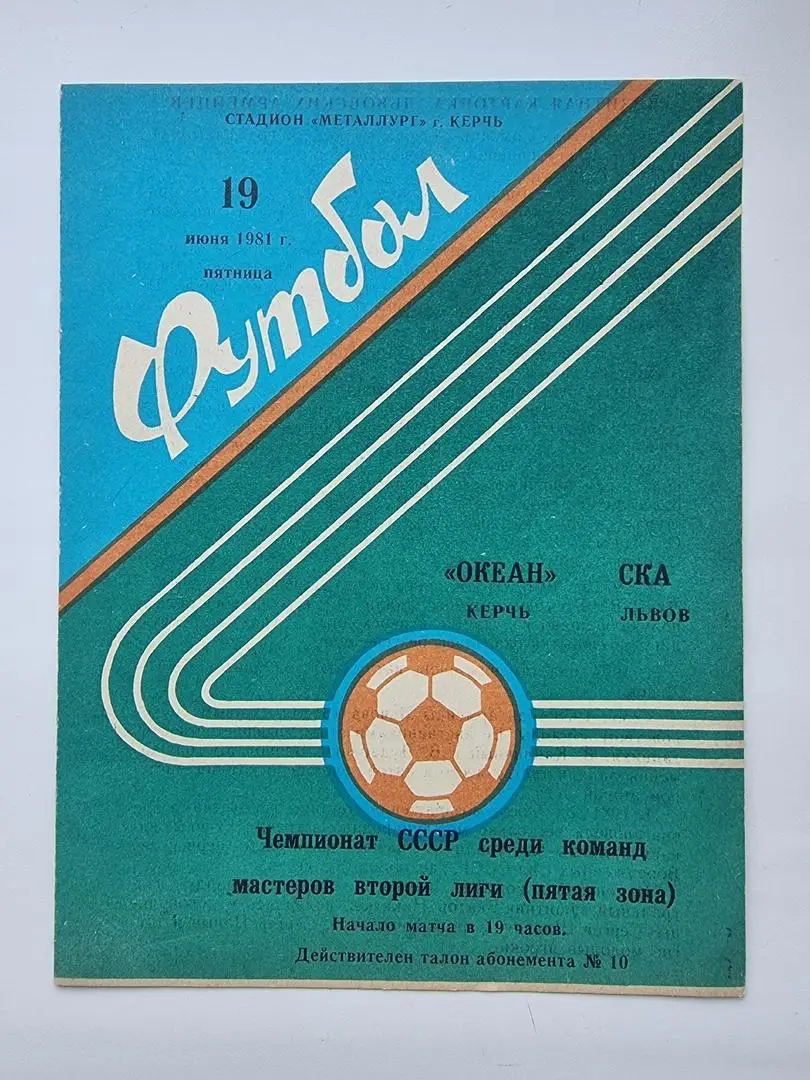 СТАДИОН «МЕТАЛЛУРГ» г. КЕРЧЬ
19
июня 1981 г.
пятница
Футбол
«ОКЕАН» СКА
КЕРЧЬ ЛЬВОВ
Чемпионат СССР среди команд
мастеров второй лиги (пятая зона)
Начало матча в 19 часов.
Действителен талон абонемента № 10